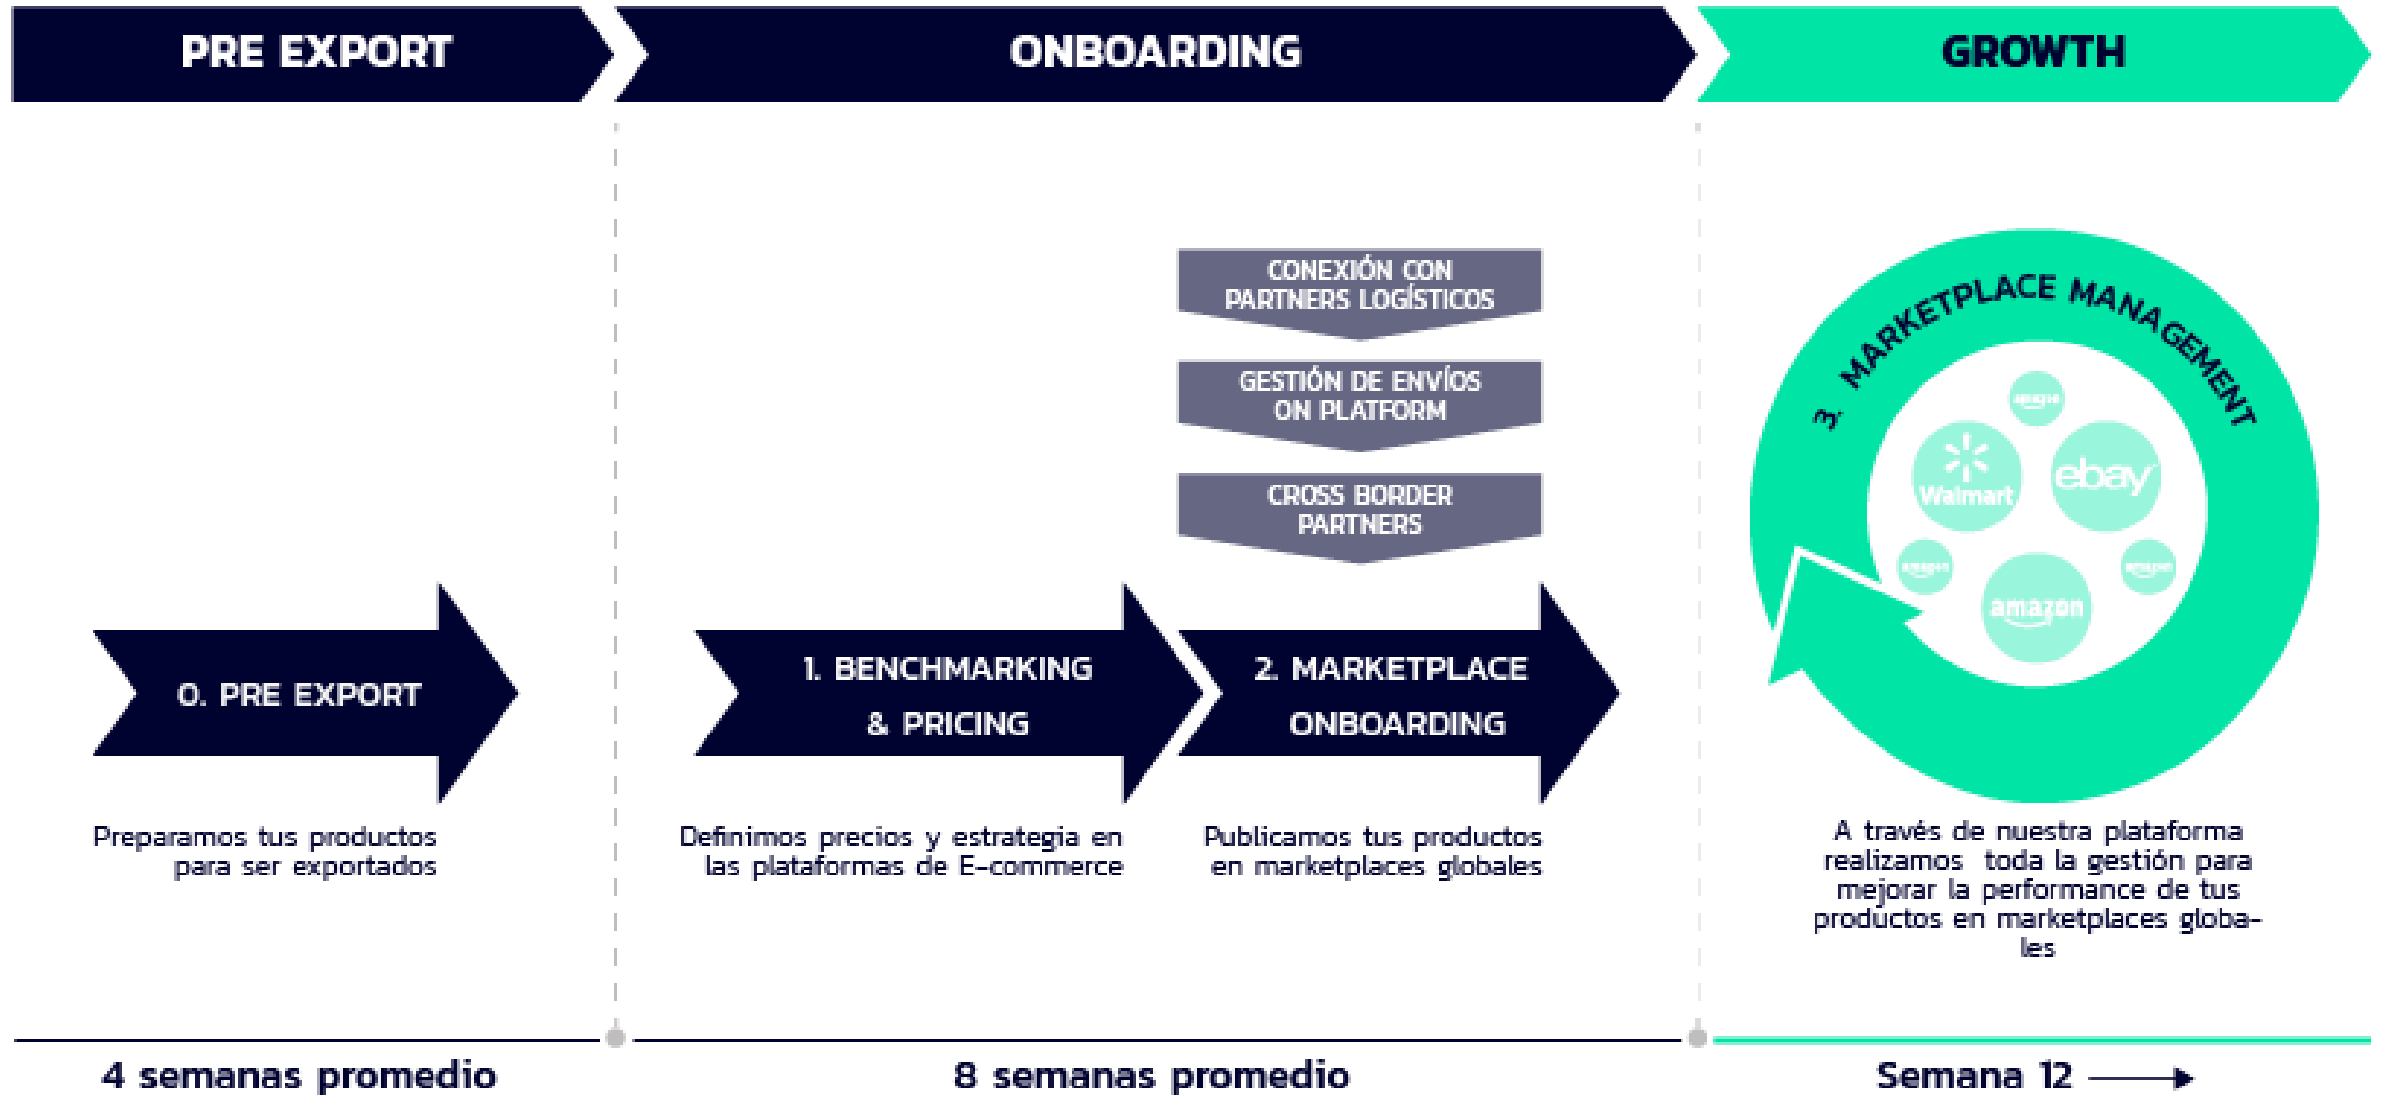 PRE EXPORT
ONBOARDING
GROWTH
0. PRE EXPORT
Preparamos tus productos
para ser exportados
CONEXIÓN CON
PARTNERS LOGÍSTICOS
GESTIÓN DE ENVÍOS
ON PLATFORM
CROSS BORDER
PARTNERS
1. BENCHMARKING
& PRICING
Definimos precios y estrategia en
las plataformas de E-commerce
2. MARKETPLACE
ONBOARDING
Publicamos tus productos
en marketplaces globales
3. MARKETPLACE MANAGEMENT
amazon
Walmart
ebay
amazon
amazon
amazon
A través de nuestra plataforma
realizamos toda la gestión para
mejorar la performance de tus
productos en marketplaces globa-
les
4 semanas promedio
8 semanas promedio
Semana 12